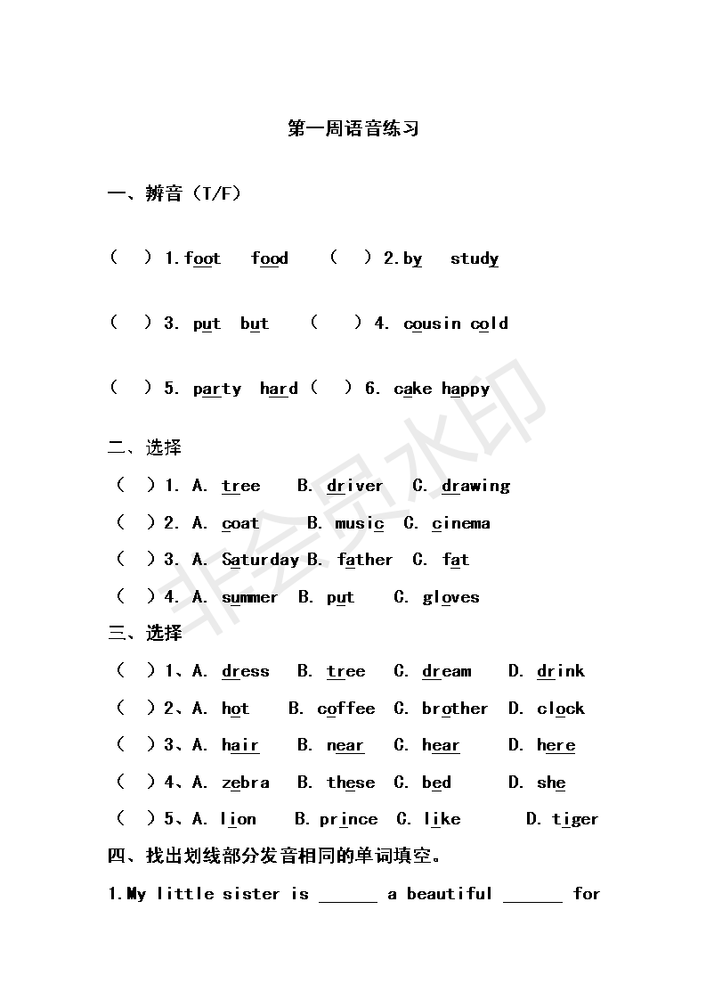 第一周语音练习
一、辨音（T/F）
（  ）1.foot  food  （  ）2.by  study
（  ）3. put  but  （  ）4. cousin cold
（  ）5. party  hard（  ）6. cake happy
二、选择
（  ）1. A. tree  B. driver  C. drawing
（  ）2. A. coat  B. music  C. cinema
（  ）3. A. Saturday B. father  C. fat
（  ）4. A. summer  B. put  C. gloves
三、选择
（  ）1、A. dress  B. tree  C. dream  D. drink
（  ）2、A. hot  B. coffee  C. brother  D. clock
（  ）3、A. hair  B. near  C. hear  D. here
（  ）4、A. zebra  B. these  C. bed  D. she
（  ）5、A. lion  B. prince  C. like  D. tiger
四、找出划线部分发音相同的单词填空。
1.My little sister is ______ a beautiful ______ for
非会员水印